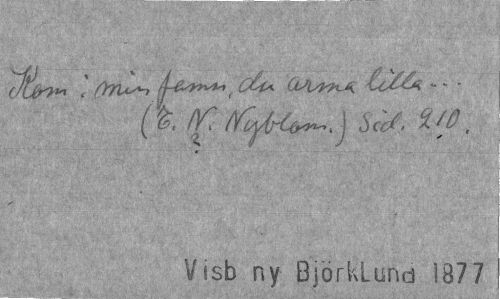 Kom i min famn, du arma lilla...
(E. N. Nyblom.) Sid. 210.
?
Visb ny BjörkLund 1877